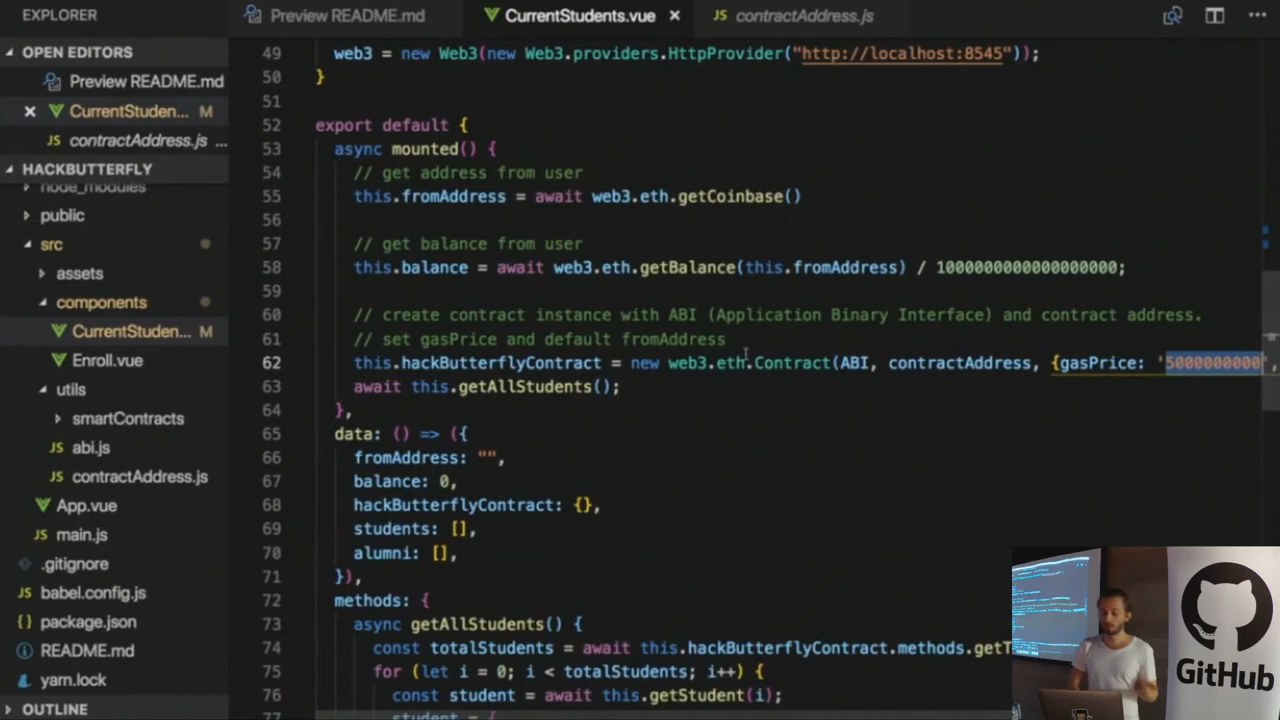 EXPLORER
OPEN EDITORS
Preview README.md
CurrentStuden... M
contractAddress.js ...
HACKBUTTERFLY
node_modules
public
src
assets
components
CurrentStuden... M
Enroll.vue
utils
smartContracts
JS abi.js
JS contractAddress.js
App.vue
JS main.js
.gitignore
JS babel.config.js
{} package.json
README.md
yarn.lock
OUTLINE
Preview README.md
CurrentStudents.vue
JS contractAddress.js
49 web3 = new Web3(new Web3.providers.HttpProvider("http://localhost:8545"));
50 }
51
52 export default {
53 async mounted() {
54 // get address from user
55 this.fromAddress = await web3.eth.getCoinbase()
56
57 // get balance from user
58 this.balance = await web3.eth.getBalance(this.fromAddress) / 1000000000000000000;
59
60 // create contract instance with ABI (Application Binary Interface) and contract address.
61 // set gasPrice and default fromAddress
62 this.hackButterflyContract = new web3.eth.Contract(ABI, contractAddress, {gasPrice: '5000000000',
63 await this.getAllStudents();
64 },
65 data: () => ({
66 fromAddress: "",
67 balance: 0,
68 hackButterflyContract: {},
69 students: [],
70 alumni: [],
71 }),
72 methods: {
73 async getAllStudents() {
74 const totalStudents = await this.hackButterflyContract.methods.getT
75 for (let i = 0; i < totalStudents; i++) {
76 const student = await this.getStudent(i);
77 student = {
GitHub